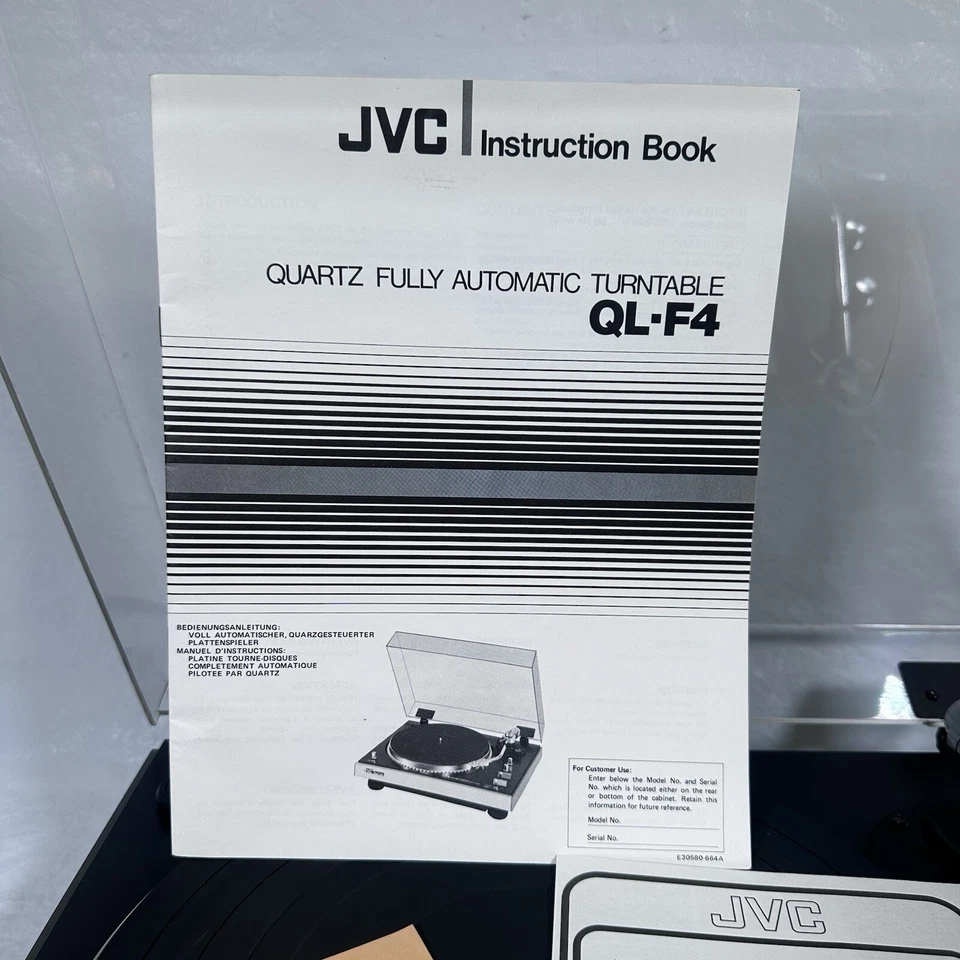 JVC Instruction Book
QUARTZ FULLY AUTOMATIC TURNTABLE
QL-F4
BEDIENUNGSANLEITUNG:
VOLL AUTOMATISCHER, QUARZGESTEUERTER
PLATTENSPIELER
MANUEL D'INSTRUCTIONS:
PLATINE TOURNE-DISQUES
COMPLETEMENT AUTOMATIQUE
PILOTEE PAR QUARTZ
For Customer Use:
Enter below the Model No. and Serial
No. which is located either on the rear
or bottom of the cabinet. Retain this
information for future reference.
Model No.
Serial No.
E30580-664A
JVC